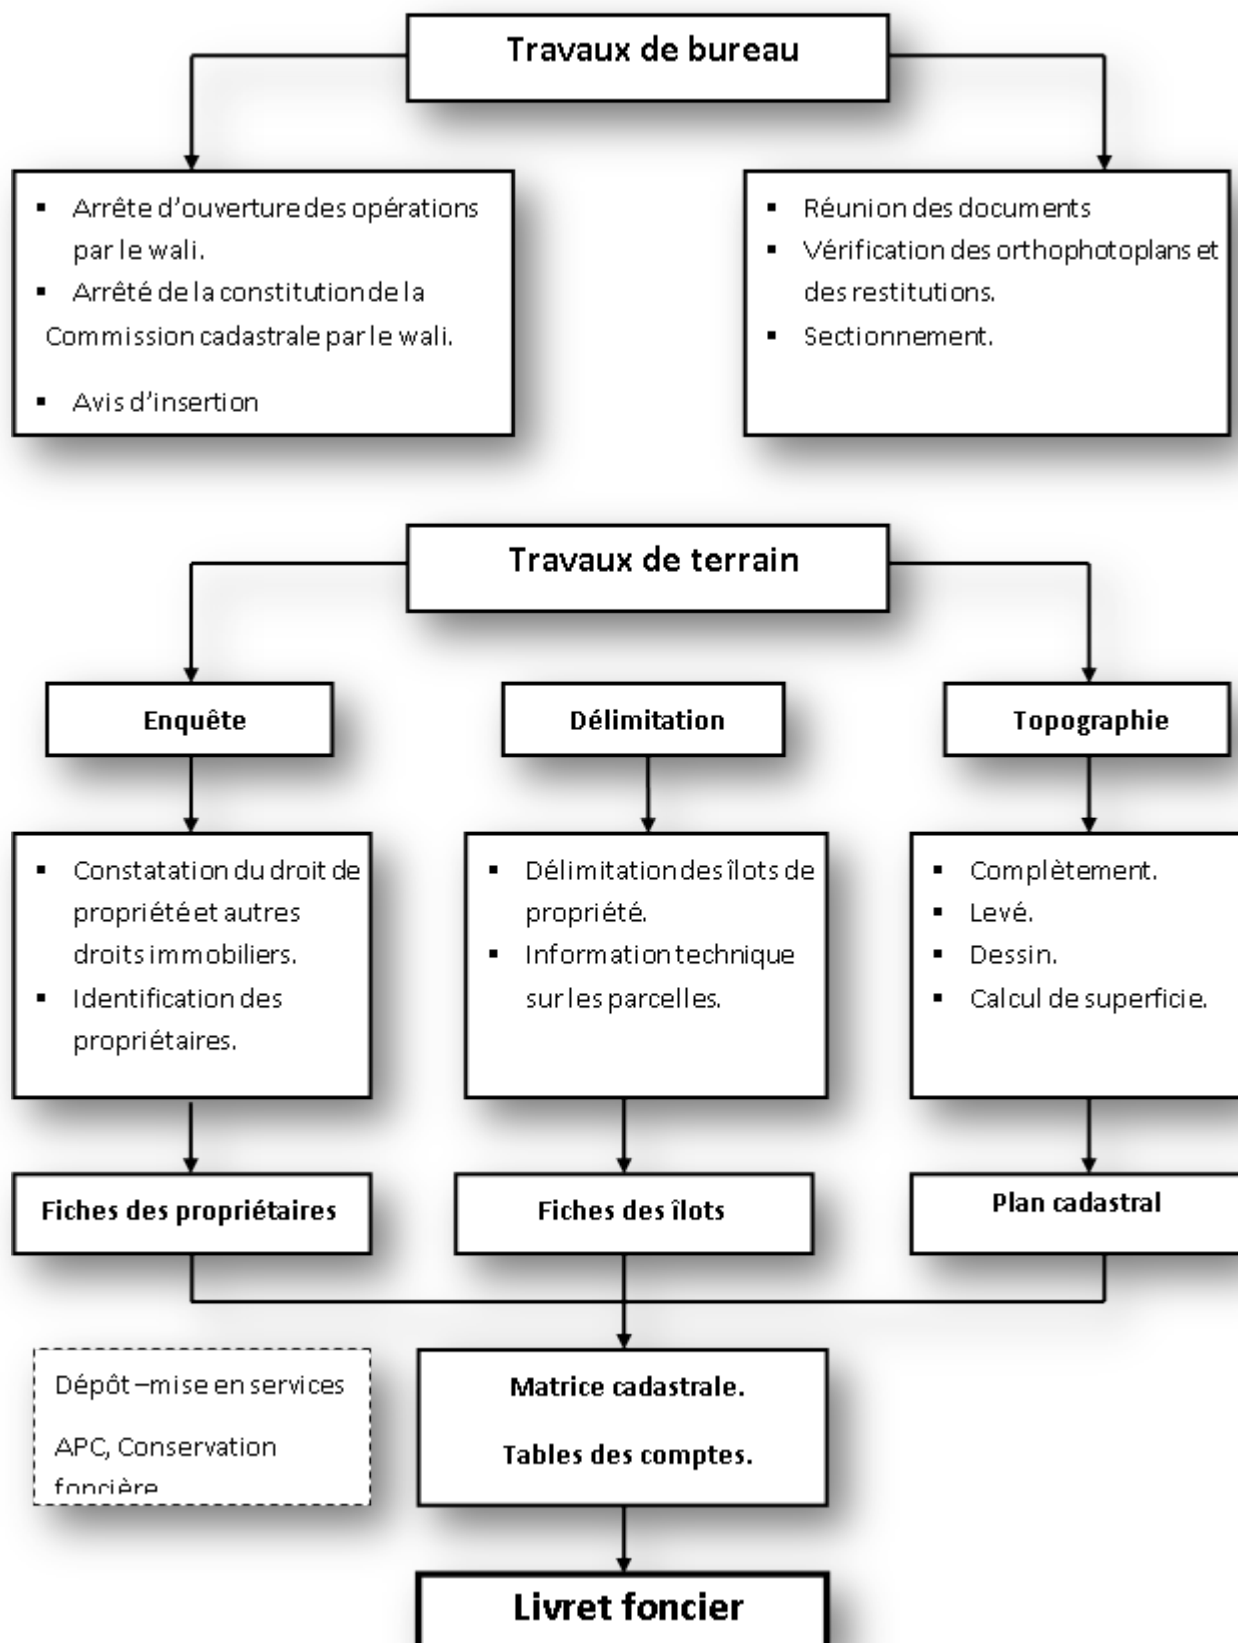 Travaux de bureau
▪ Arrête d’ouverture des opérations
par le wali.
▪ Arrêté de la constitution de la
Commission cadastrale par le wali.
▪ Avis d’insertion
▪ Réunion des documents
▪ Vérification des orthophotoplans et
des restitutions.
▪ Sectionnement.
Travaux de terrain
Enquête
Délimitation
Topographie
▪ Constatation du droit de
propriété et autres
droits immobiliers.
▪ Identification des
propriétaires.
▪ Délimitation des îlots de
propriété.
▪ Information technique
sur les parcelles.
▪ Complètement.
▪ Levé.
▪ Dessin.
▪ Calcul de superficie.
Fiches des propriétaires
Fiches des îlots
Plan cadastral
Dépôt –mise en services
APC, Conservation
foncière
Matrice cadastrale.
Tables des comptes.
Livret foncier